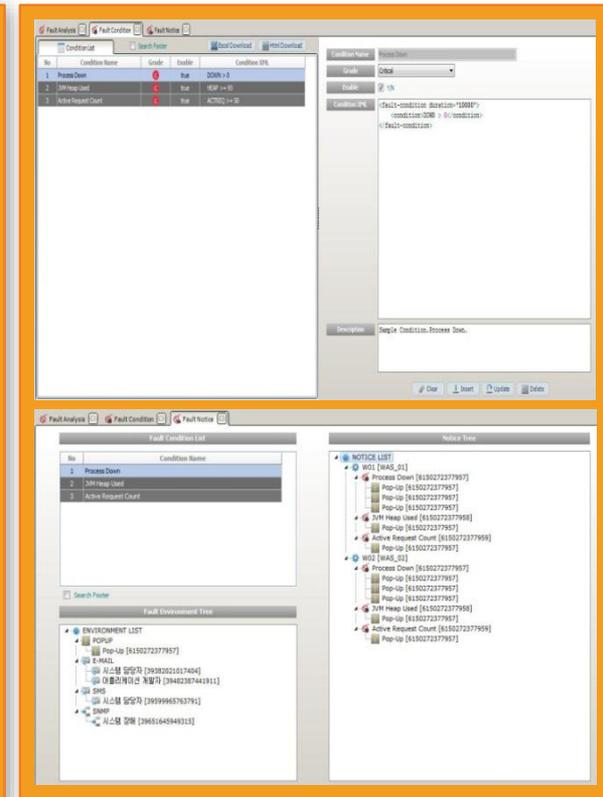 Fault Analysis Fault Condition Fault Notice
Condition List Search Footer Excel Download Html Download
No Condition Name Grade Enable Condition XML
1 Process Down C true DOWN > 0
2 JVM Heap Used C true HEAP >= 95
3 Active Request Count C true ACTREQ >= 50
Condition Name Process Down
Grade Critical
Enable Y/N
Condition XML <fault-condition duration="10000">
<condition>DOWN > 0</condition>
</fault-condition>
Description Sample Condition.Process Down.
Clear Insert Update Delete
Fault Analysis Fault Condition Fault Notice
Fault Condition List
No Condition Name
1 Process Down
2 JVM Heap Used
3 Active Request Count
Search Footer
Fault Environment Tree
ENVIRONMENT LIST
POPUP
Pop-Up [6150272377957]
E-MAIL
시스템 담당자 [39382021017404]
어플리케이션 개발자 [39482387441911]
SMS
시스템 담당자 [39599965763791]
SNMP
시스템 장애 [39651645949315]
Notice Tree
NOTICE LIST
W01 [WAS_01]
Process Down [6150272377957]
Pop-Up [6150272377957]
Pop-Up [6150272377957]
Pop-Up [6150272377957]
JVM Heap Used [6150272377958]
Pop-Up [6150272377957]
Active Request Count [6150272377959]
Pop-Up [6150272377957]
W02 [WAS_02]
Process Down [6150272377957]
Pop-Up [6150272377957]
Pop-Up [6150272377957]
Pop-Up [6150272377957]
JVM Heap Used [6150272377958]
Pop-Up [6150272377957]
Active Request Count [6150272377959]
Pop-Up [6150272377957]